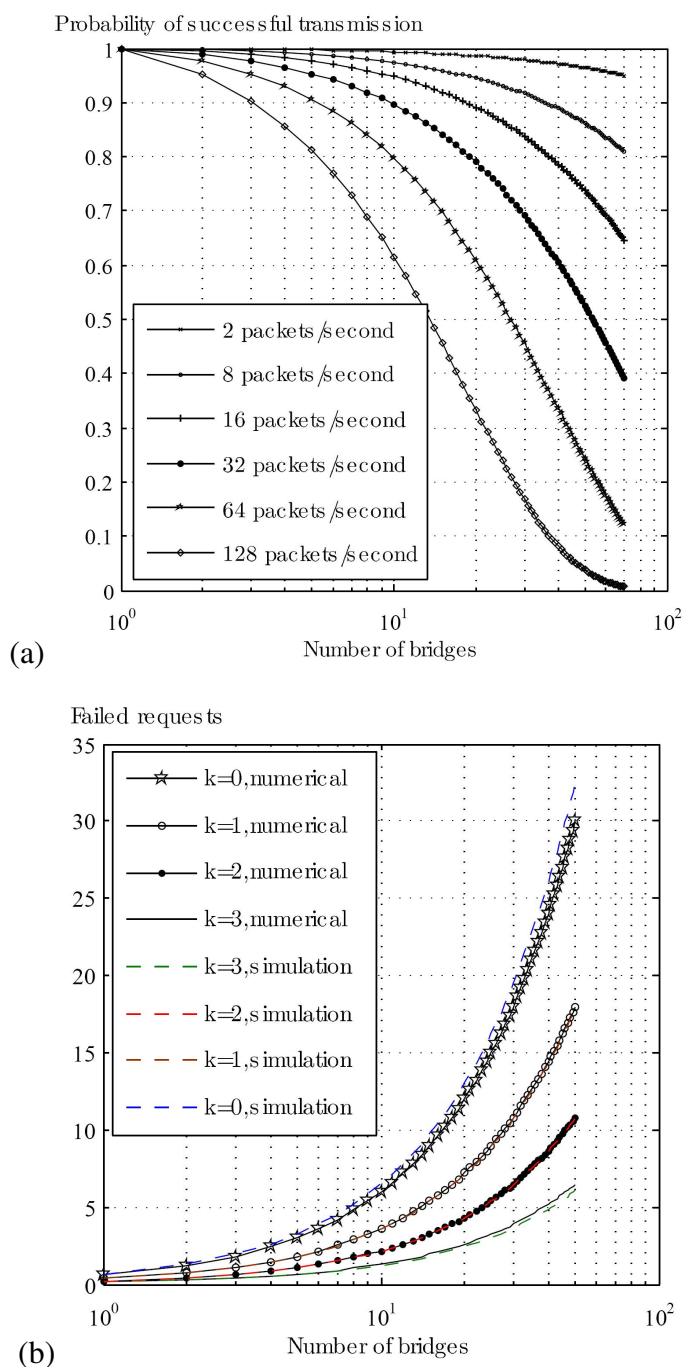 Probability of successful transmission
1
0.9
0.8
0.7
0.6
0.5
0.4
0.3
0.2
0.1
0
2 packets/second
8 packets/second
16 packets/second
32 packets/second
64 packets/second
128 packets/second
10^0
10^1
10^2
Number of bridges
(a)
Failed requests
35
30
25
20
15
10
5
0
k=0,numerical
k=1,numerical
k=2,numerical
k=3,numerical
k=3,simulation
k=2,simulation
k=1,simulation
k=0,simulation
10^0
10^1
10^2
Number of bridges
(b)